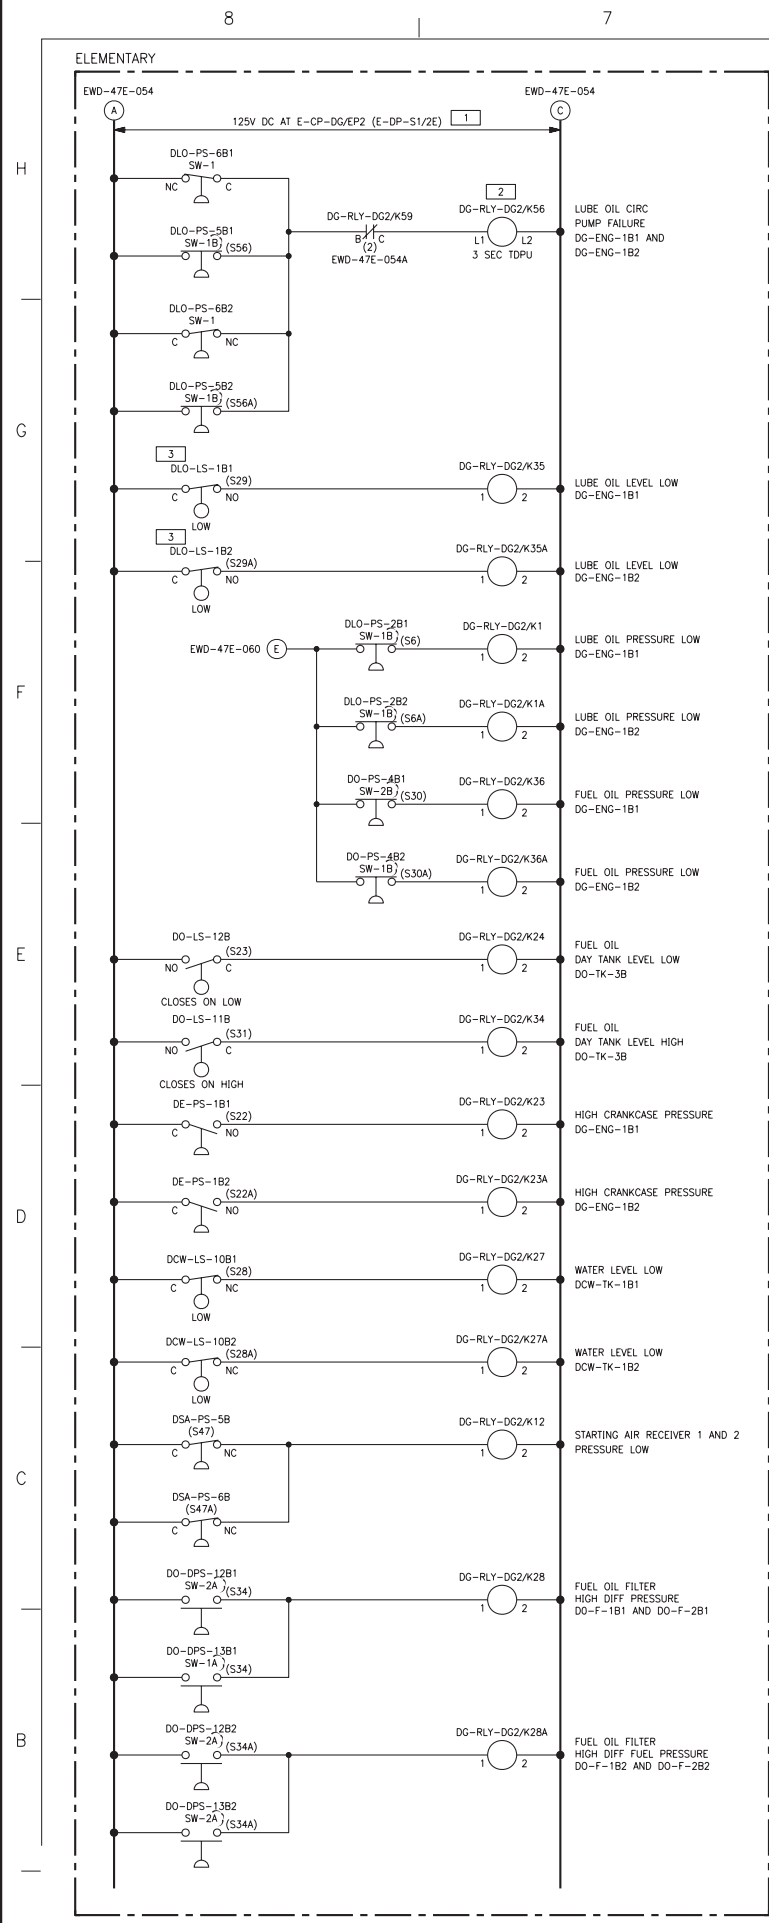 8
7
ELEMENTARY
EWD-47E-054
EWD-47E-054
A
C
125V DC AT E-CP-DG/EP2 (E-DP-S1/2E)
1
H
DLO-PS-6B1
SW-1
NC
C
2
DG-RLY-DG2/K59
DG-RLY-DG2/K56
LUBE OIL CIRC
PUMP FAILURE
DG-ENG-1B1 AND
DG-ENG-1B2
DLO-PS-5B1
SW-1B
(S56)
B
C
(2)
EWD-47E-054A
L1
L2
3 SEC TDPU
DLO-PS-6B2
SW-1
C
NC
DLO-PS-5B2
SW-1B
(S56A)
G
3
DLO-LS-1B1
(S29)
C
NO
LOW
DG-RLY-DG2/K35
1
2
LUBE OIL LEVEL LOW
DG-ENG-1B1
3
DLO-LS-1B2
(S29A)
C
NO
LOW
DG-RLY-DG2/K35A
1
2
LUBE OIL LEVEL LOW
DG-ENG-1B2
EWD-47E-060
E
DLO-PS-2B1
SW-1B
(S6)
DG-RLY-DG2/K1
1
2
LUBE OIL PRESSURE LOW
DG-ENG-1B1
F
DLO-PS-2B2
SW-1B
(S6A)
DG-RLY-DG2/K1A
1
2
LUBE OIL PRESSURE LOW
DG-ENG-1B2
DO-PS-4B1
SW-2B
(S30)
DG-RLY-DG2/K36
1
2
FUEL OIL PRESSURE LOW
DG-ENG-1B1
DO-PS-4B2
SW-1B
(S30A)
DG-RLY-DG2/K36A
1
2
FUEL OIL PRESSURE LOW
DG-ENG-1B2
E
DO-LS-12B
(S23)
NO
C
CLOSES ON LOW
DG-RLY-DG2/K24
1
2
FUEL OIL
DAY TANK LEVEL LOW
DO-TK-3B
DO-LS-11B
(S31)
NO
C
CLOSES ON HIGH
DG-RLY-DG2/K34
1
2
FUEL OIL
DAY TANK LEVEL HIGH
DO-TK-3B
DE-PS-1B1
(S22)
C
NO
DG-RLY-DG2/K23
1
2
HIGH CRANKCASE PRESSURE
DG-ENG-1B1
D
DE-PS-1B2
(S22A)
C
NO
DG-RLY-DG2/K23A
1
2
HIGH CRANKCASE PRESSURE
DG-ENG-1B2
DCW-LS-10B1
(S28)
C
NC
LOW
DG-RLY-DG2/K27
1
2
WATER LEVEL LOW
DCW-TK-1B1
DCW-LS-10B2
(S28A)
C
NC
LOW
DG-RLY-DG2/K27A
1
2
WATER LEVEL LOW
DCW-TK-1B2
C
DSA-PS-5B
(S47)
C
NC
DG-RLY-DG2/K12
1
2
STARTING AIR RECEIVER 1 AND 2
PRESSURE LOW
DSA-PS-6B
(S47A)
C
NC
DO-DPS-12B1
SW-2A
(S34)
DG-RLY-DG2/K28
1
2
FUEL OIL FILTER
HIGH DIFF PRESSURE
DO-F-1B1 AND DO-F-2B1
DO-DPS-13B1
SW-1A
(S34)
B
DO-DPS-12B2
SW-2A
(S34A)
DG-RLY-DG2/K28A
1
2
FUEL OIL FILTER
HIGH DIFF FUEL PRESSURE
DO-F-1B2 AND DO-F-2B2
DO-DPS-13B2
SW-2A
(S34A)